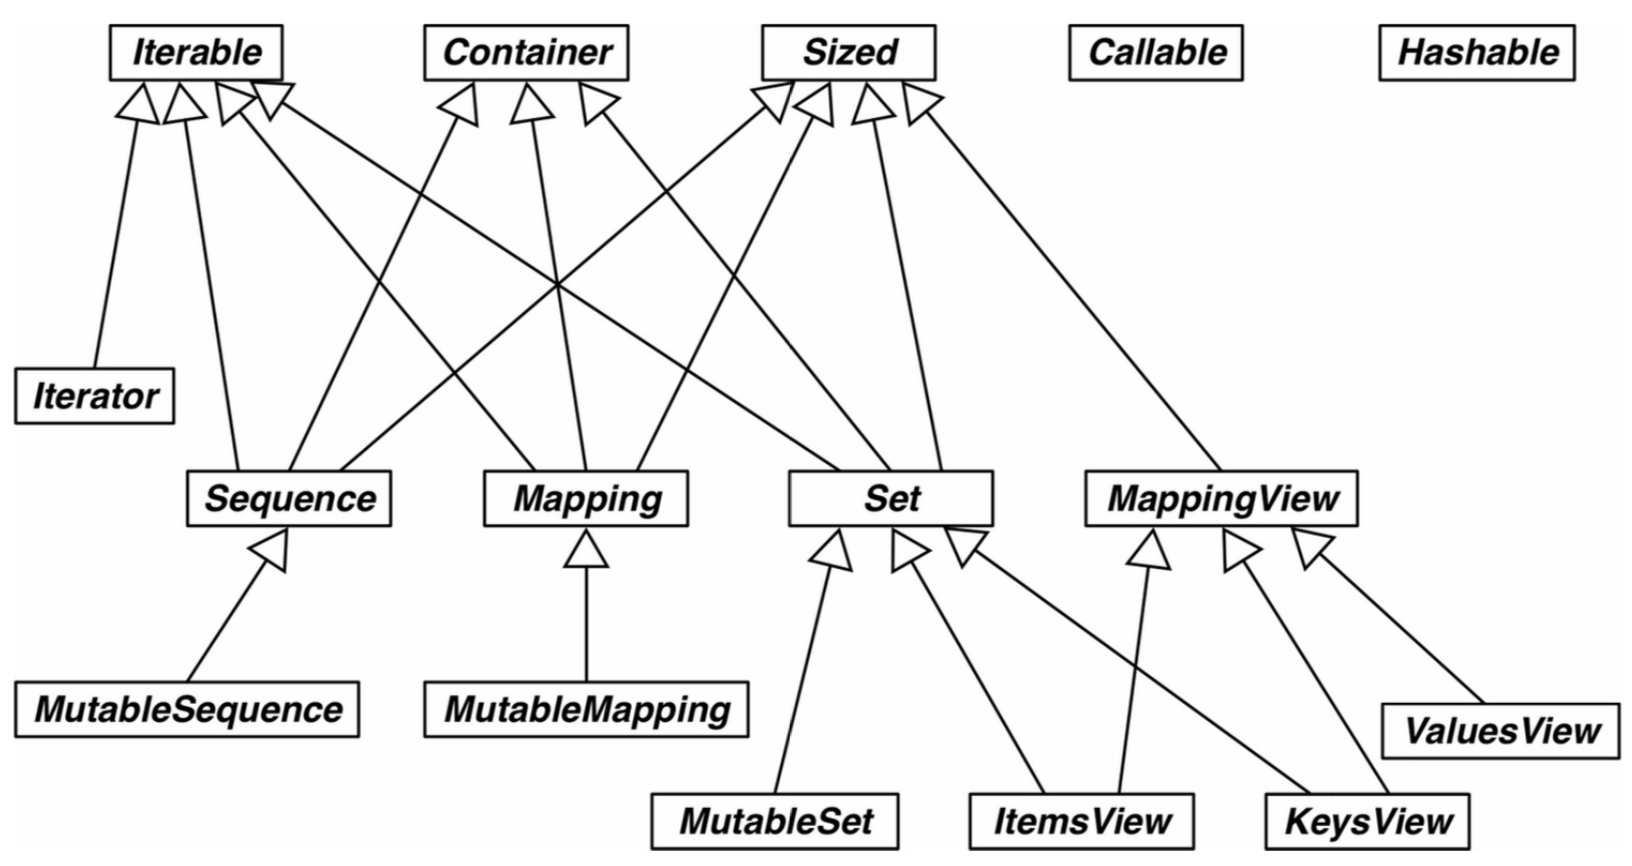 Iterable
Container
Sized
Callable
Hashable
Iterator
Sequence
Mapping
Set
MappingView
MutableSequence
MutableMapping
ValuesView
MutableSet
ItemsView
KeysView